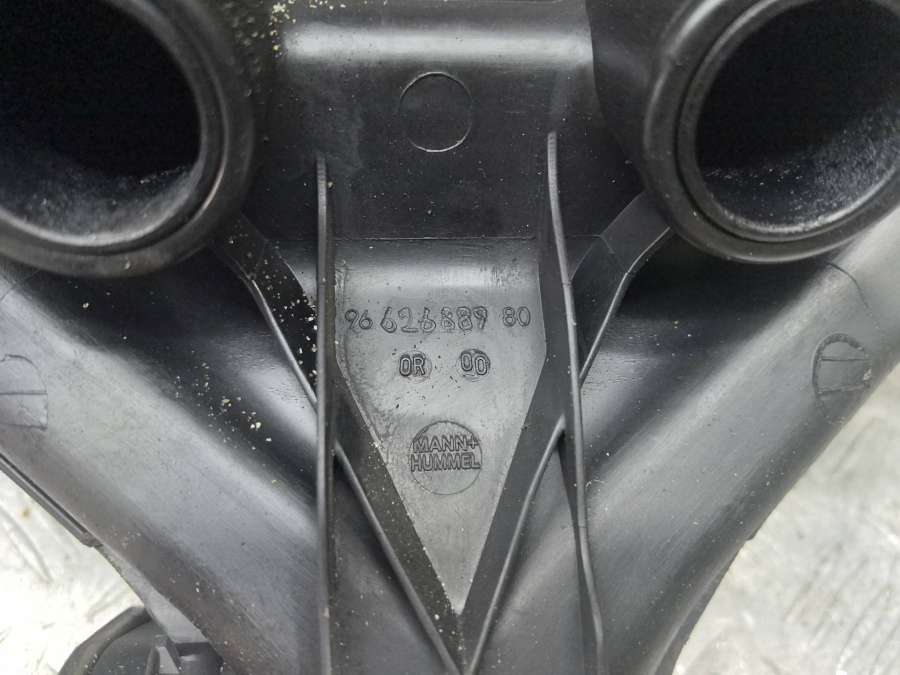 96 626889 80
OR 00
MANN+
HUMMEL